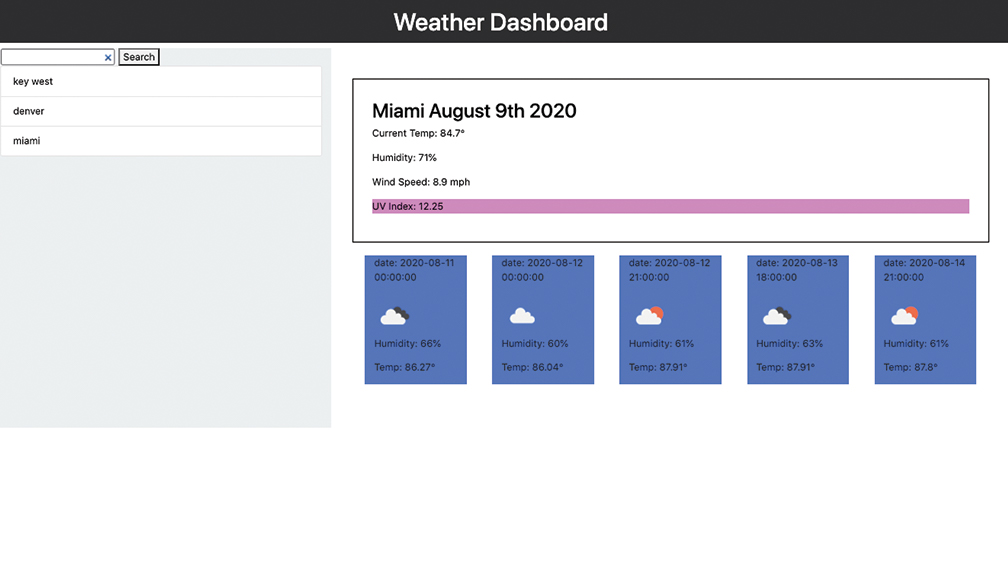 Weather Dashboard
Search
key west
denver
miami
Miami August 9th 2020
Current Temp: 84.7°
Humidity: 71%
Wind Speed: 8.9 mph
UV Index: 12.25
date: 2020-08-11
00:00:00
Humidity: 66%
Temp: 86.27°
date: 2020-08-12
00:00:00
Humidity: 60%
Temp: 86.04°
date: 2020-08-12
21:00:00
Humidity: 61%
Temp: 87.91°
date: 2020-08-13
18:00:00
Humidity: 63%
Temp: 87.91°
date: 2020-08-14
21:00:00
Humidity: 61%
Temp: 87.8°